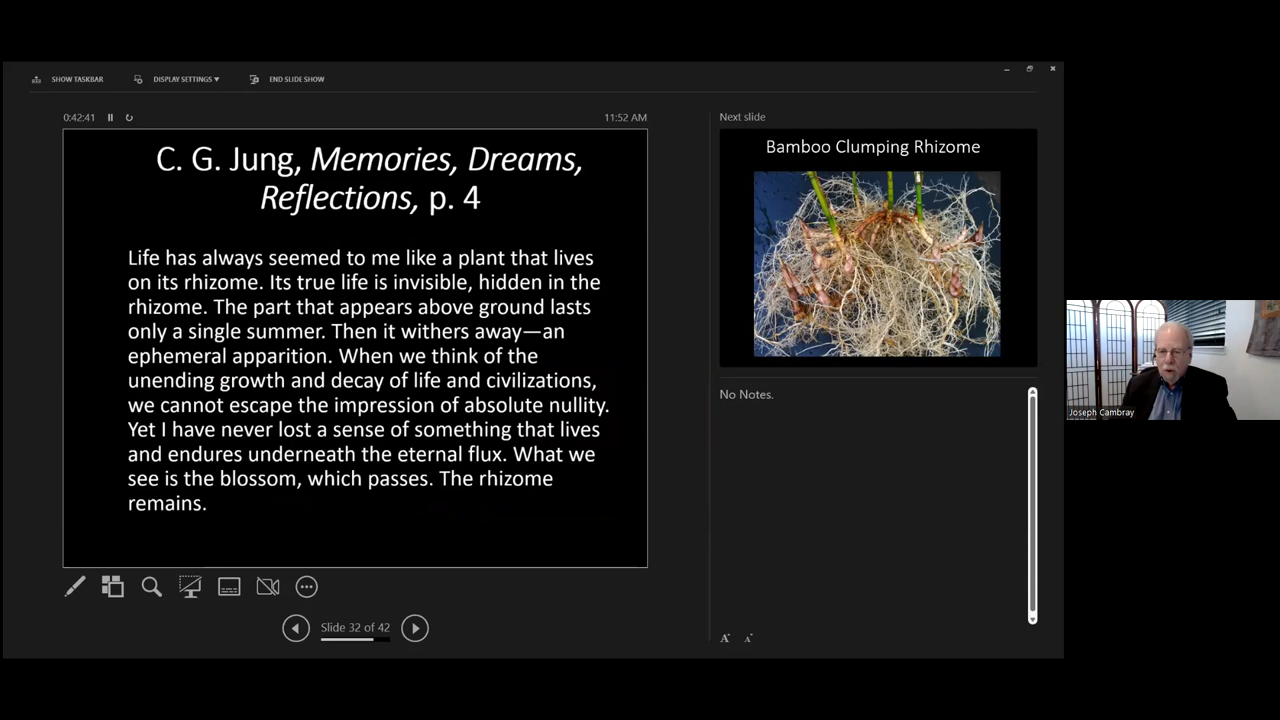 SHOW TASKBAR
DISPLAY SETTINGS ▼
END SLIDE SHOW
0:42:41
11:52 AM
C. G. Jung, Memories, Dreams,
Reflections, p. 4
Life has always seemed to me like a plant that lives
on its rhizome. Its true life is invisible, hidden in the
rhizome. The part that appears above ground lasts
only a single summer. Then it withers away—an
ephemeral apparition. When we think of the
unending growth and decay of life and civilizations,
we cannot escape the impression of absolute nullity.
Yet I have never lost a sense of something that lives
and endures underneath the eternal flux. What we
see is the blossom, which passes. The rhizome
remains.
Slide 32 of 42
Next slide
Bamboo Clumping Rhizome
No Notes.
A
A
Joseph Cambray